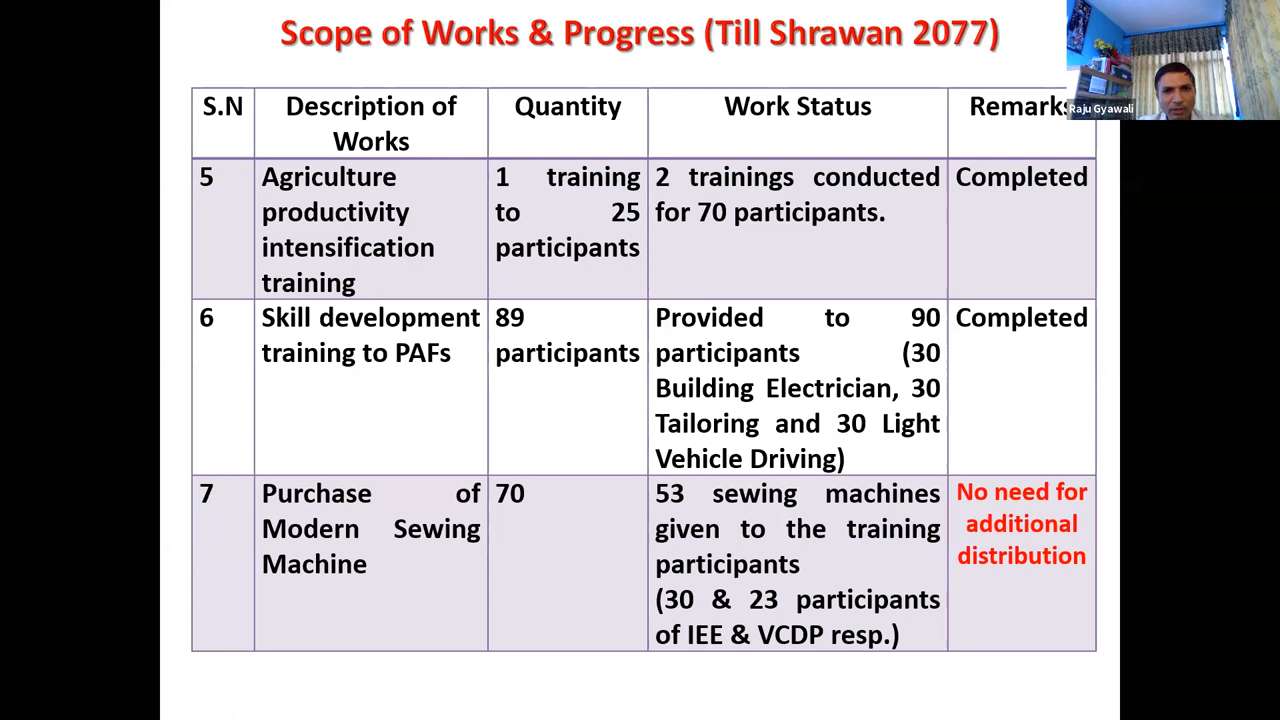 Scope of Works & Progress (Till Shrawan 2077)
Raju Gyawali
S.N
Description of
Works
Quantity
Work Status
Remarks
5
Agriculture
productivity
intensification
training
1 training
to 25
participants
2 trainings conducted
for 70 participants.
Completed
6
Skill development
training to PAFs
89
participants
Provided to 90
participants (30
Building Electrician, 30
Tailoring and 30 Light
Vehicle Driving)
Completed
7
Purchase of
Modern Sewing
Machine
70
53 sewing machines
given to the training
participants
(30 & 23 participants
of IEE & VCDP resp.)
No need for
additional
distribution